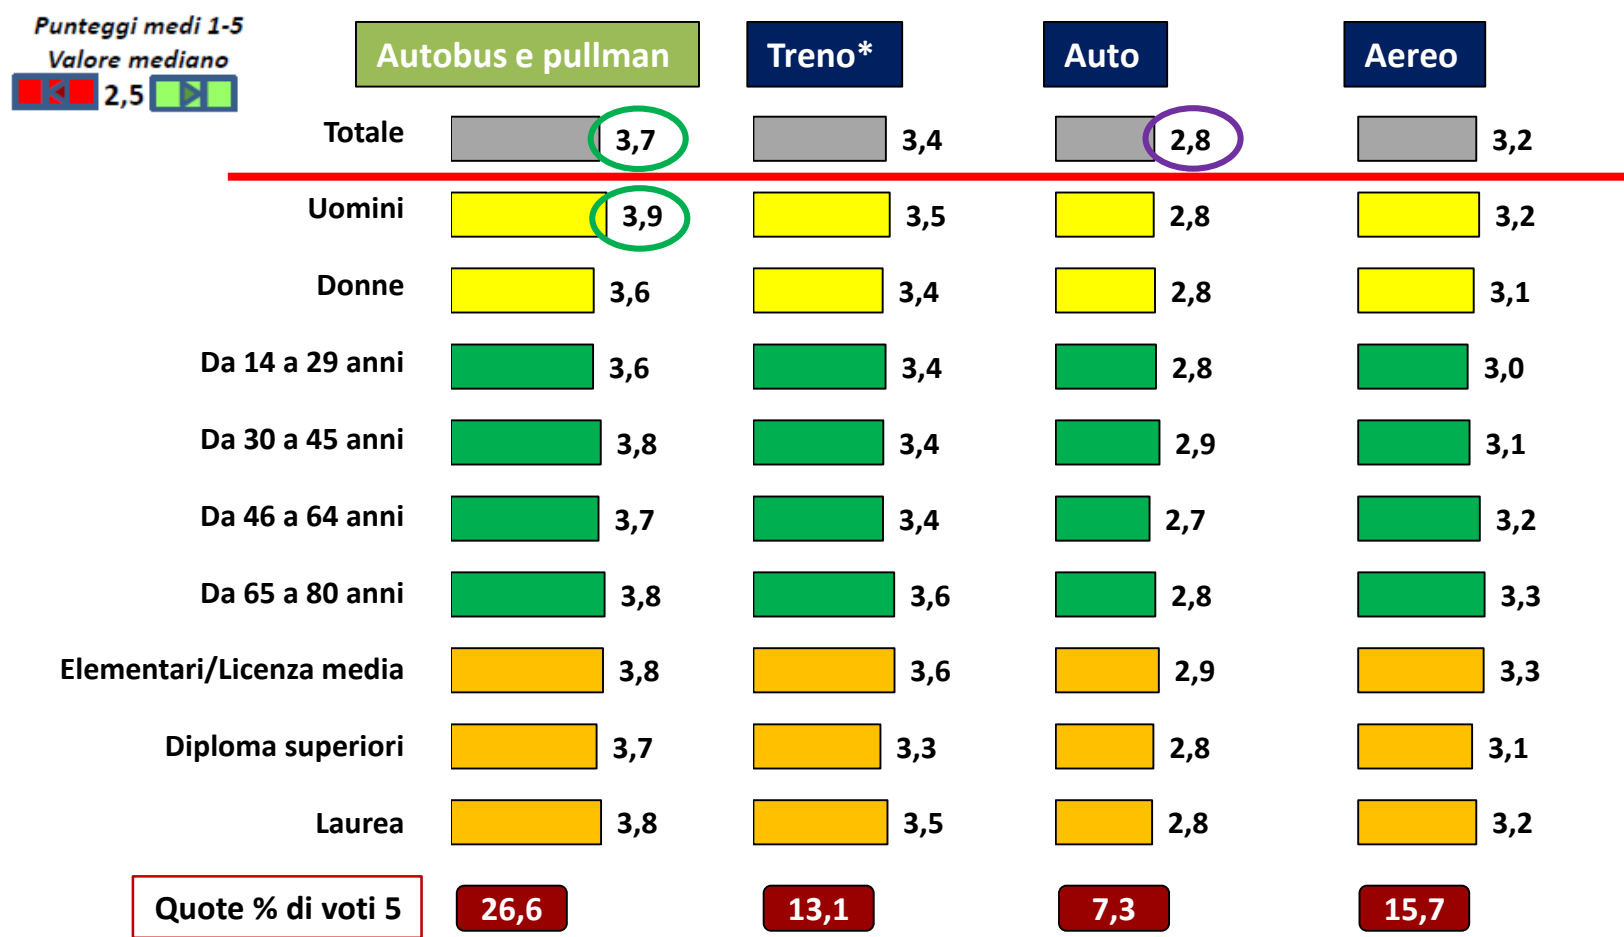 Punteggi medi 1-5
Valore mediano
2,5
Autobus e pullman Treno* Auto Aereo
Totale 3,7 3,4 2,8 3,2
Uomini 3,9 3,5 2,8 3,2
Donne 3,6 3,4 2,8 3,1
Da 14 a 29 anni 3,6 3,4 2,8 3,0
Da 30 a 45 anni 3,8 3,4 2,9 3,1
Da 46 a 64 anni 3,7 3,4 2,7 3,2
Da 65 a 80 anni 3,8 3,6 2,8 3,3
Elementari/Licenza media 3,8 3,6 2,9 3,3
Diploma superiori 3,7 3,3 2,8 3,1
Laurea 3,8 3,5 2,8 3,2
Quote % di voti 5 26,6 13,1 7,3 15,7